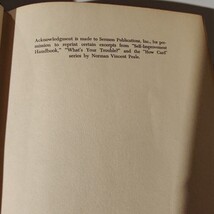 Acknowledgment is made to Sermon Publications, Inc., for per-
mission to reprint certain excerpts from "Self-Improvement
Handbook," "What's Your Trouble?" and the "How Card"
series by Norman Vincent Peale.